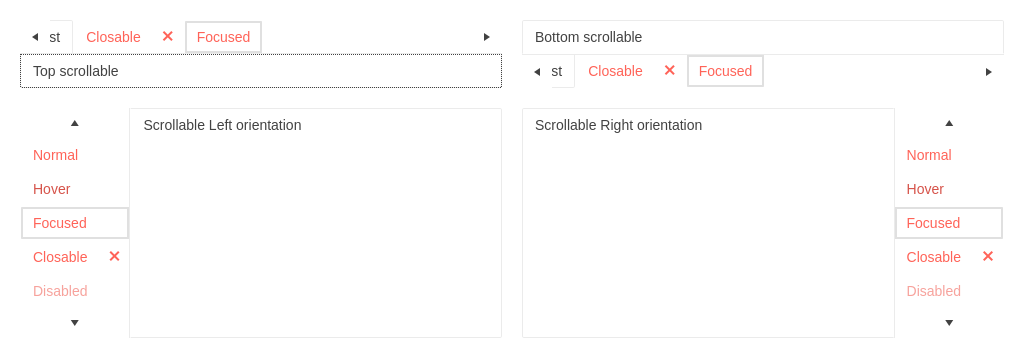 st Closable Focused
Top scrollable
Bottom scrollable
st Closable Focused
Scrollable Left orientation
Normal
Hover
Focused
Closable
Disabled
Scrollable Right orientation
Normal
Hover
Focused
Closable
Disabled